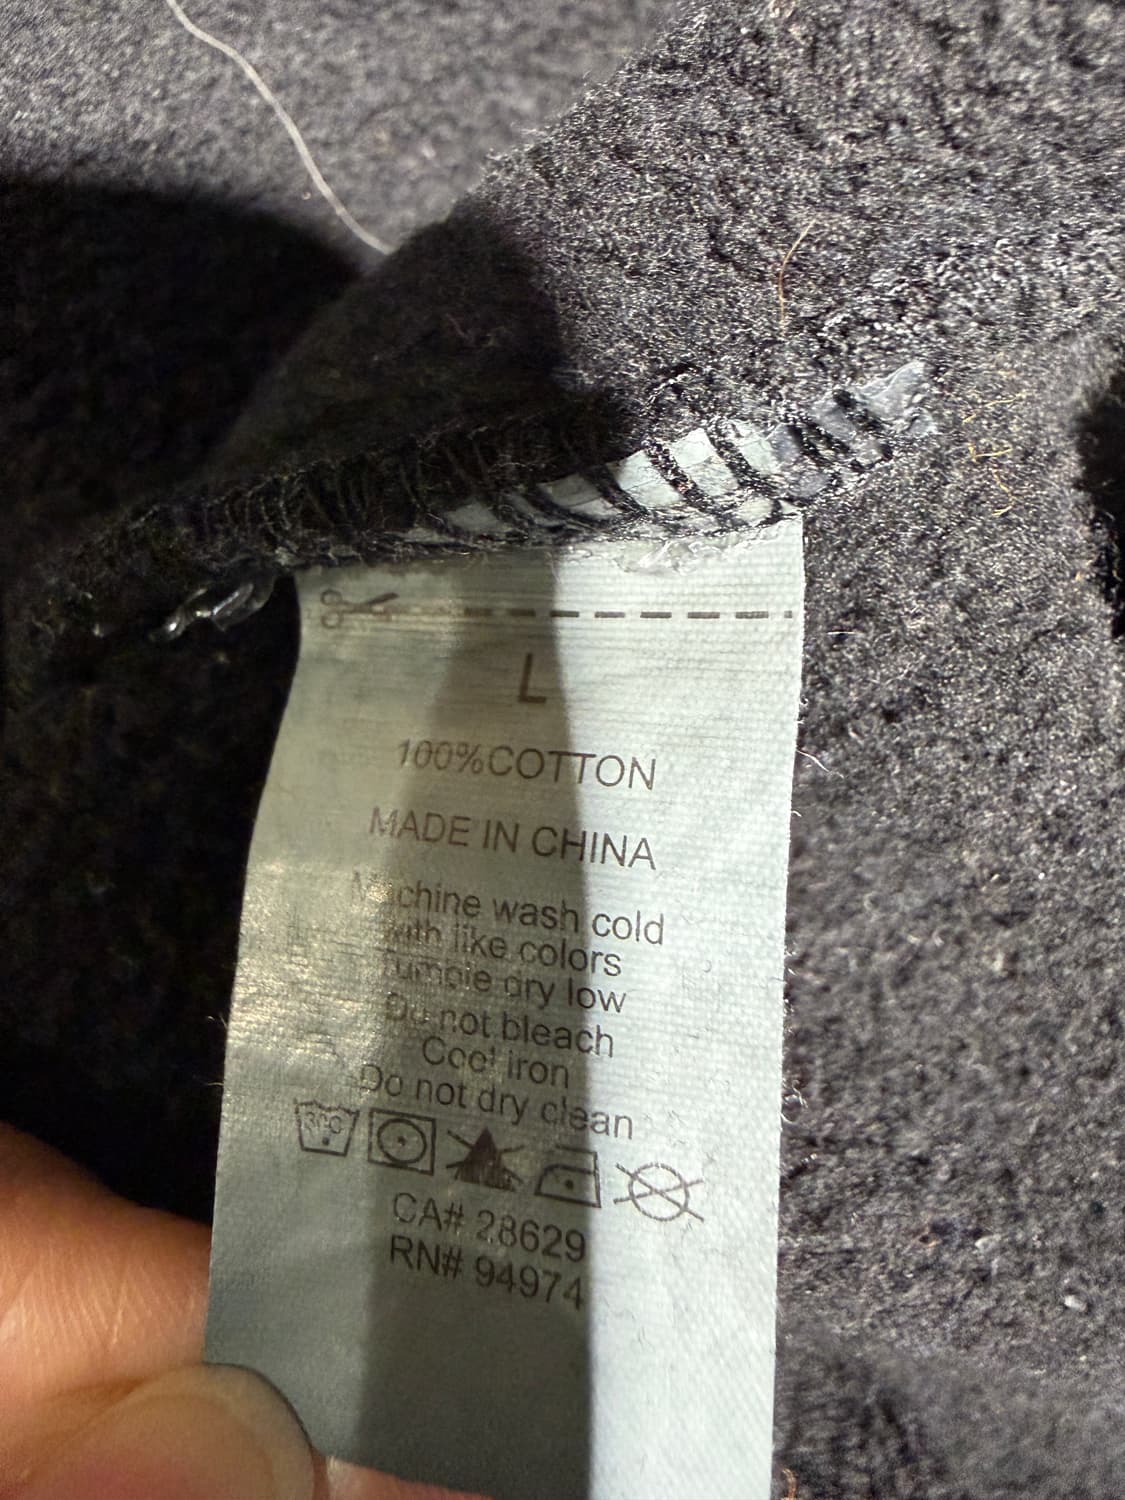 L
100%COTTON
MADE IN CHINA
Machine wash cold
with like colors
Tumble dry low
Do not bleach
Cool iron
Do not dry clean
30C
CA# 28629
RN# 94974